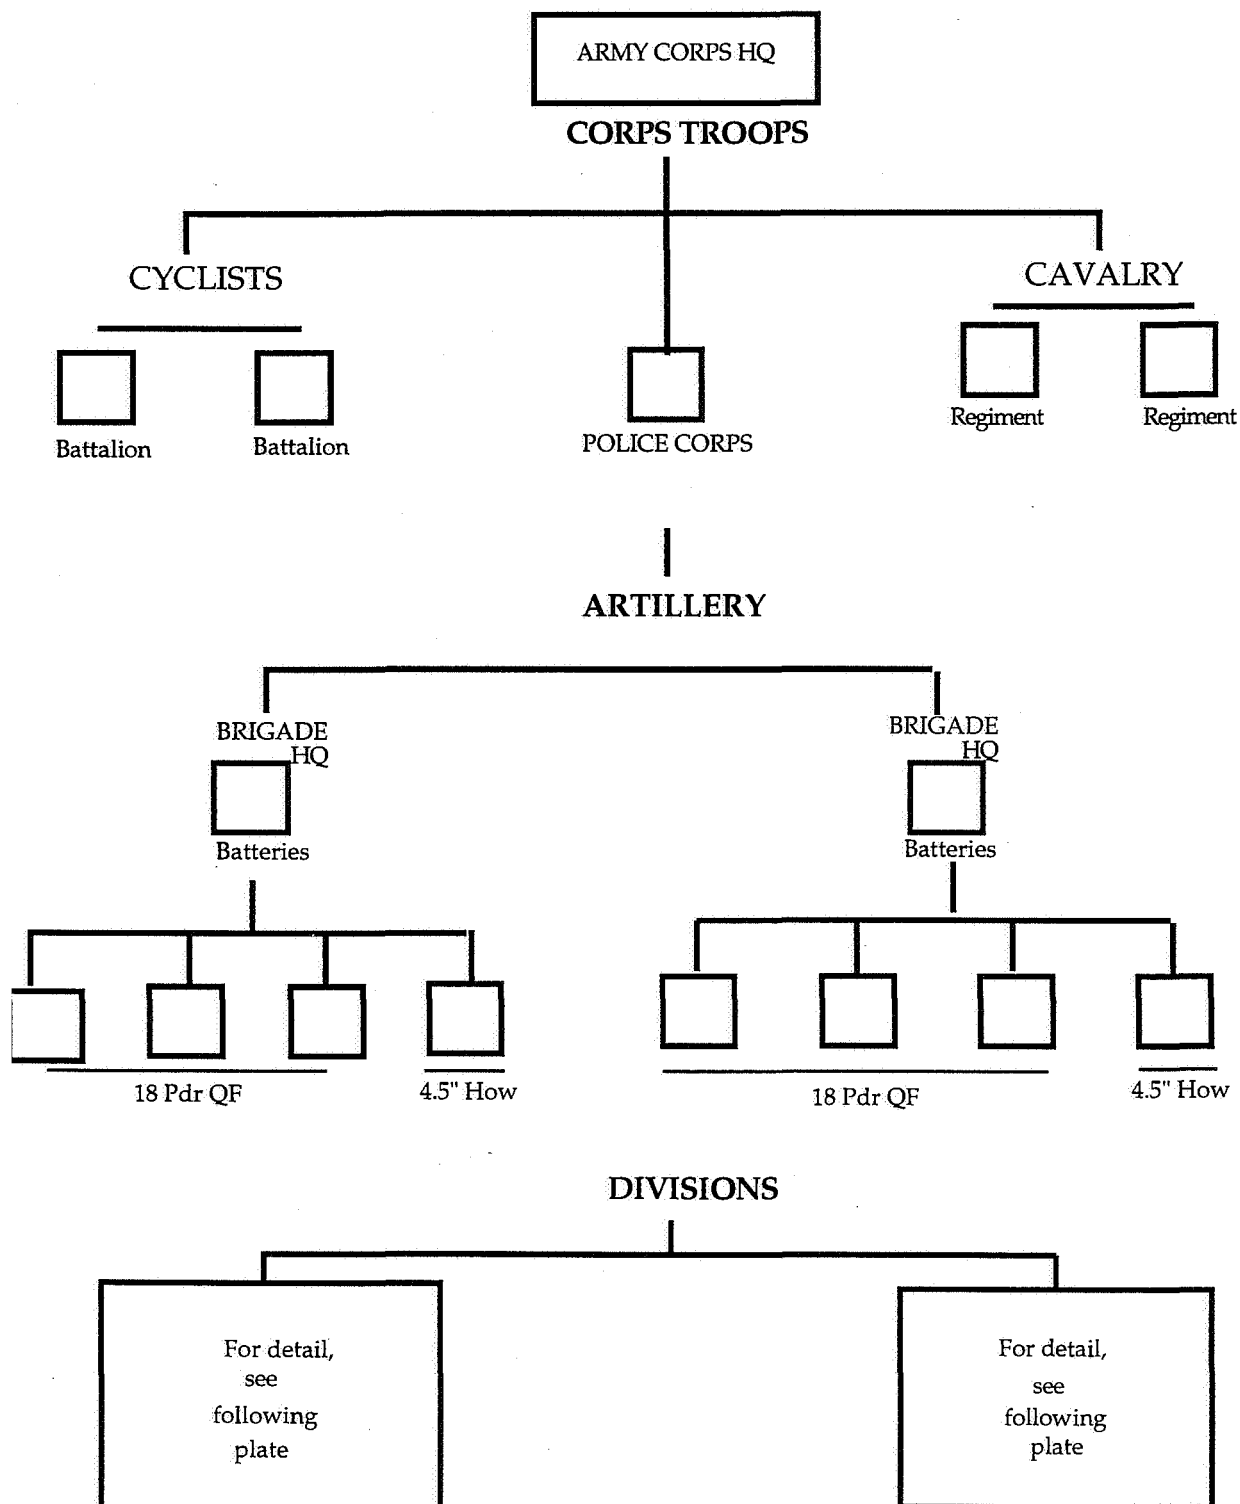 ARMY CORPS HQ
CORPS TROOPS
CYCLISTS
CAVALRY
Battalion
Battalion
POLICE CORPS
Regiment
Regiment
ARTILLERY
BRIGADE
HQ
BRIGADE
HQ
Batteries
Batteries
18 Pdr QF
4.5" How
18 Pdr QF
4.5" How
DIVISIONS
For detail,
see
following
plate
For detail,
see
following
plate